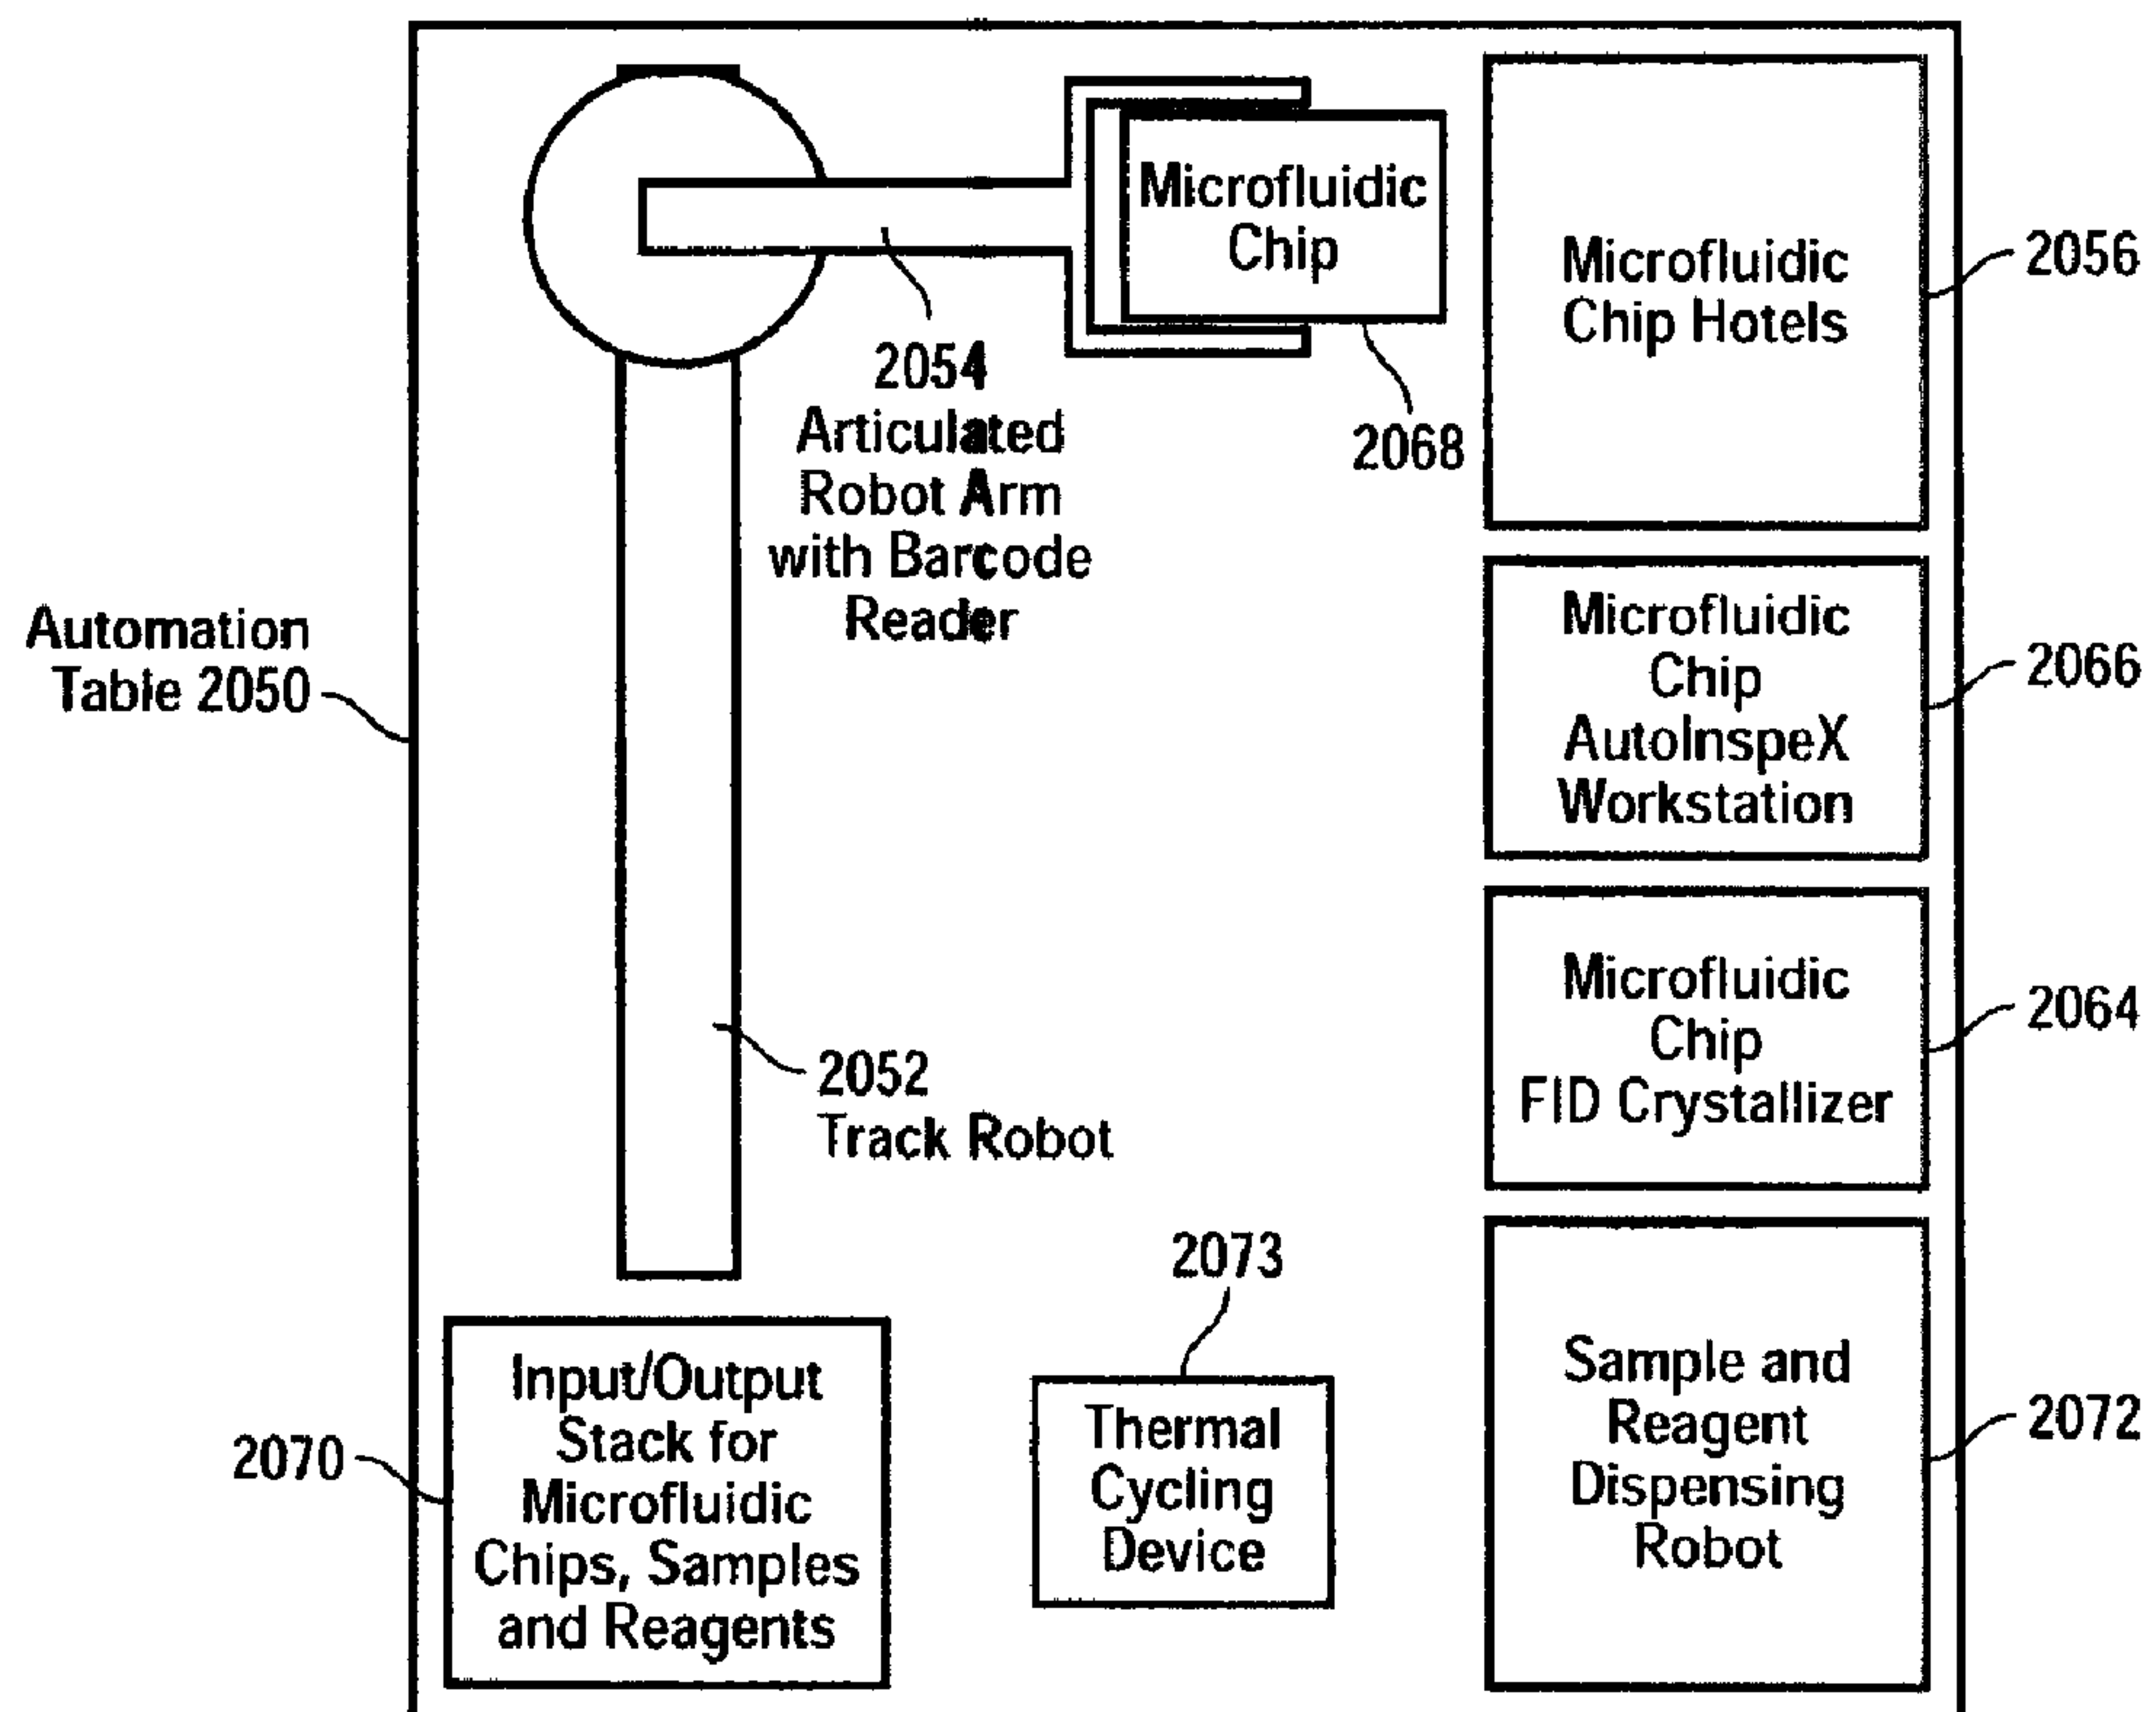 Microfluidic
Chip
2068
2054
Articulated
Robot Arm
with Barcode
Reader
Microfluidic
Chip Hotels
2056
Automation
Table 2050
Microfluidic
Chip
AutoInspeX
Workstation
2066
2052
Track Robot
Microfluidic
Chip
FID Crystallizer
2064
2070
Input/Output
Stack for
Microfluidic
Chips, Samples
and Reagents
2073
Thermal
Cycling
Device
Sample and
Reagent
Dispensing
Robot
2072